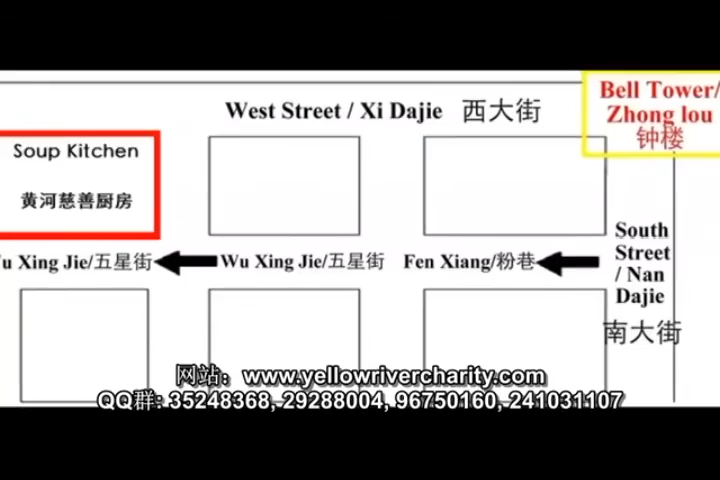 West Street / Xi Dajie 西大街
Bell Tower/
Zhong lou
钟楼
Soup Kitchen
黄河慈善厨房
South
Street
/ Nan
Dajie
南大街
Xing Jie/五星街
Wu Xing Jie/五星街
Fen Xiang/粉巷
网站：www.yellowrivercharity.com
QQ群: 35248368, 29288004, 96750160, 241031107